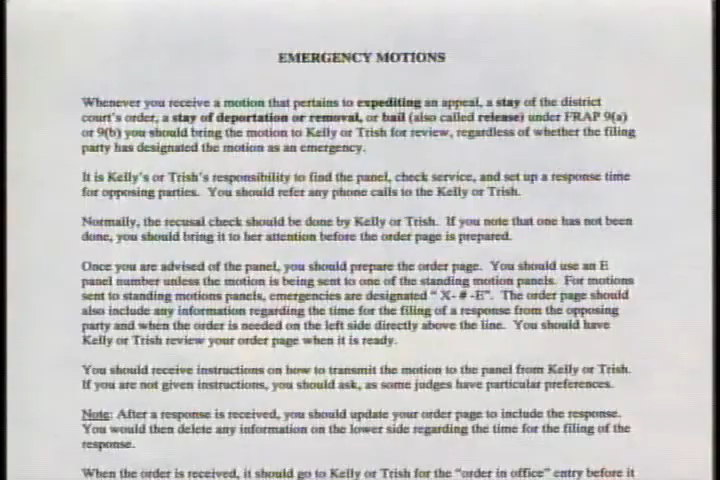 EMERGENCY MOTIONS
Whenever you receive a motion that pertains to expediting an appeal, a stay of the district
court's order, a stay of deportation or removal, or bail (also called release) under FRAP 9(a)
or 9(b) you should bring the motion to Kelly or Trish for review, regardless of whether the filing
party has designated the motion as an emergency.
It is Kelly's or Trish's responsibility to find the panel, check service, and set up a response time
for opposing parties. You should refer any phone calls to the Kelly or Trish.
Normally, the recusal check should be done by Kelly or Trish. If you note that one has not been
done, you should bring it to her attention before the order page is prepared.
Once you are advised of the panel, you should prepare the order page. You should use an E
panel number unless the motion is being sent to one of the standing motion panels. For motions
sent to standing motions panels, emergencies are designated " X- # -E". The order page should
also include any information regarding the time for the filing of a response from the opposing
party and when the order is needed on the left side directly above the line. You should have
Kelly or Trish review your order page when it is ready.
You should receive instructions on how to transmit the motion to the panel from Kelly or Trish.
If you are not given instructions, you should ask, as some judges have particular preferences.
Note: After a response is received, you should update your order page to include the response.
You would then delete any information on the lower side regarding the time for the filing of the
response.
When the order is received, it should go to Kelly or Trish for the "order in office" entry before it